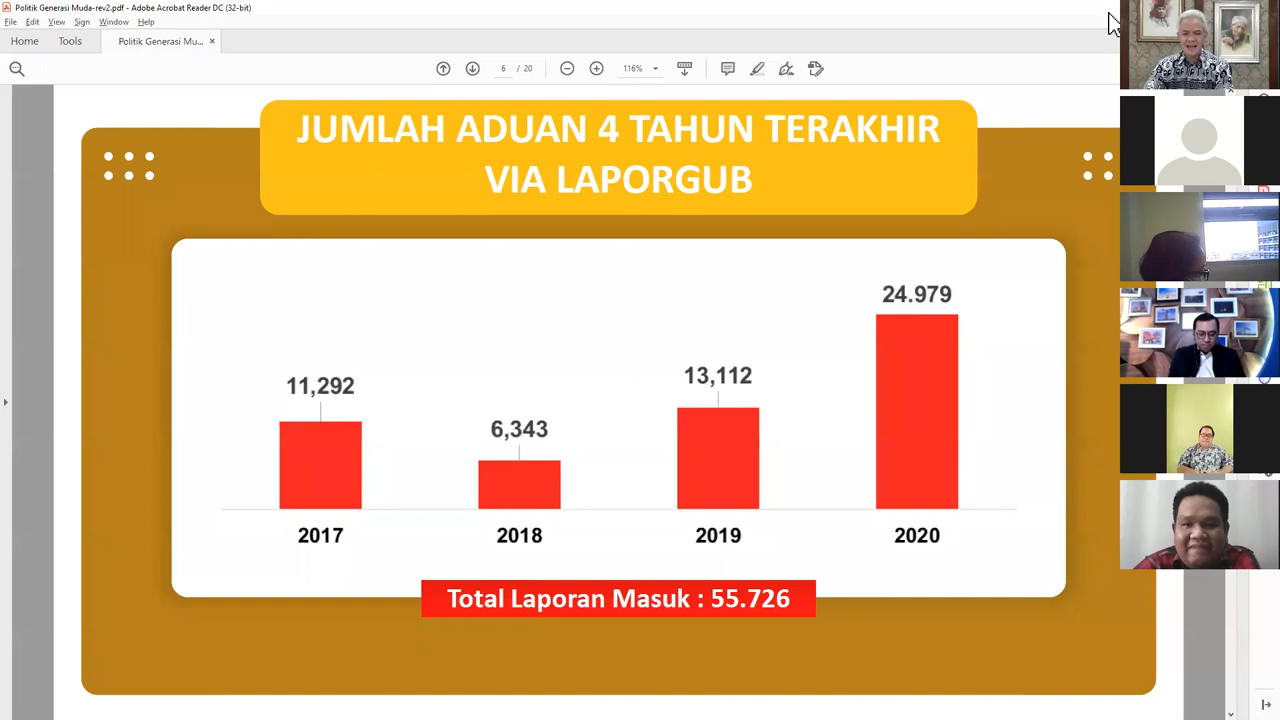 Politik Generasi Muda-rev2.pdf - Adobe Acrobat Reader DC (32-bit)
File Edit View Sign Window Help
Home Tools Politik Generasi Mu... ×
6 / 20 116%
JUMLAH ADUAN 4 TAHUN TERAKHIR
VIA LAPORGUB
24.979
13,112
11,292
6,343
2017 2018 2019 2020
Total Laporan Masuk : 55.726